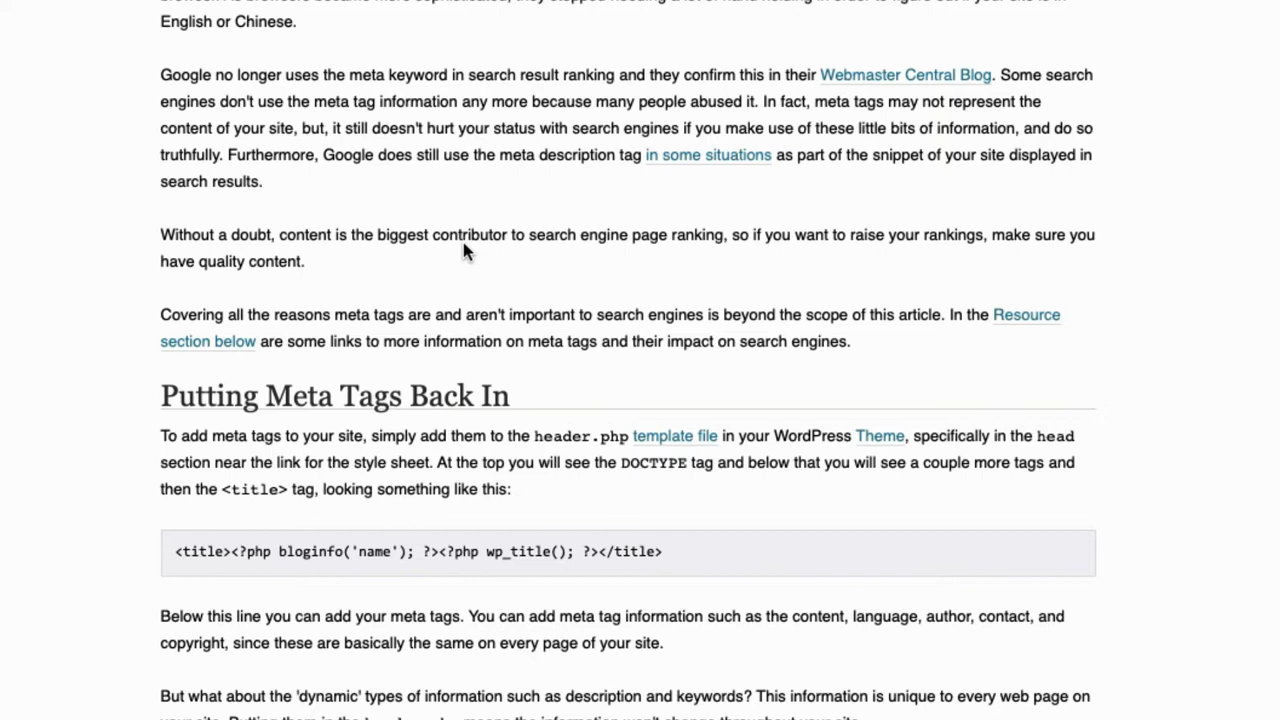 English or Chinese.
Google no longer uses the meta keyword in search result ranking and they confirm this in their Webmaster Central Blog. Some search
engines don't use the meta tag information any more because many people abused it. In fact, meta tags may not represent the
content of your site, but, it still doesn't hurt your status with search engines if you make use of these little bits of information, and do so
truthfully. Furthermore, Google does still use the meta description tag in some situations as part of the snippet of your site displayed in
search results.
Without a doubt, content is the biggest contributor to search engine page ranking, so if you want to raise your rankings, make sure you
have quality content.
Covering all the reasons meta tags are and aren't important to search engines is beyond the scope of this article. In the Resource
section below are some links to more information on meta tags and their impact on search engines.
Putting Meta Tags Back In
To add meta tags to your site, simply add them to the header.php template file in your WordPress Theme, specifically in the head
section near the link for the style sheet. At the top you will see the DOCTYPE tag and below that you will see a couple more tags and
then the <title> tag, looking something like this:
<title><?php bloginfo('name'); ?><?php wp_title(); ?></title>
Below this line you can add your meta tags. You can add meta tag information such as the content, language, author, contact, and
copyright, since these are basically the same on every page of your site.
But what about the 'dynamic' types of information such as description and keywords? This information is unique to every web page on